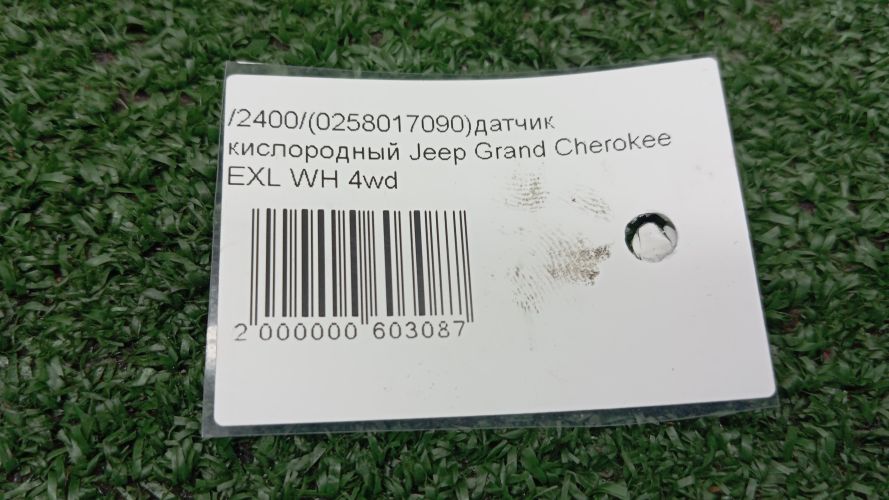 /2400/(0258017090)датчик
кислородный Jeep Grand Cherokee
EXL WH 4wd
2 000000 603087